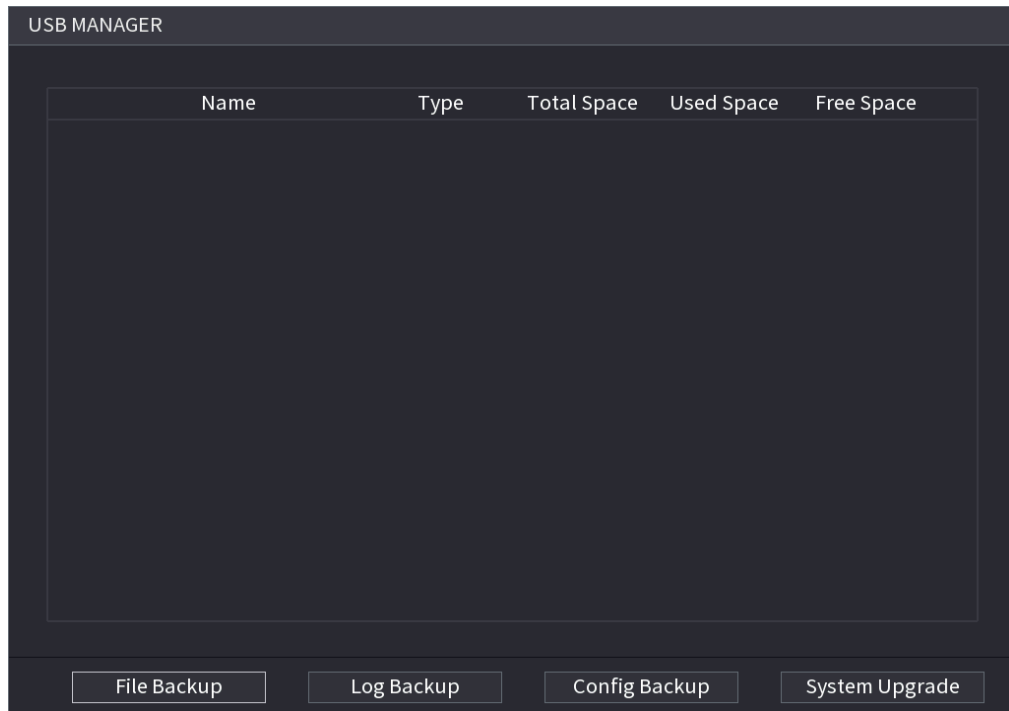 USB MANAGER
Name Type Total Space Used Space Free Space
File Backup Log Backup Config Backup System Upgrade